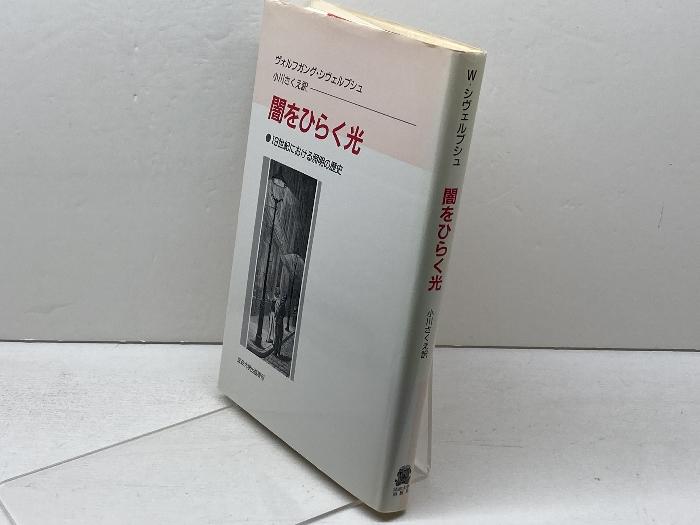 ヴォルフガング・シヴェルブシュ
小川さくえ訳
闇をひらく光
●19世紀における照明の歴史
法政大学出版局刊
W・シヴェルブシュ
闇をひらく光
小川さくえ訳